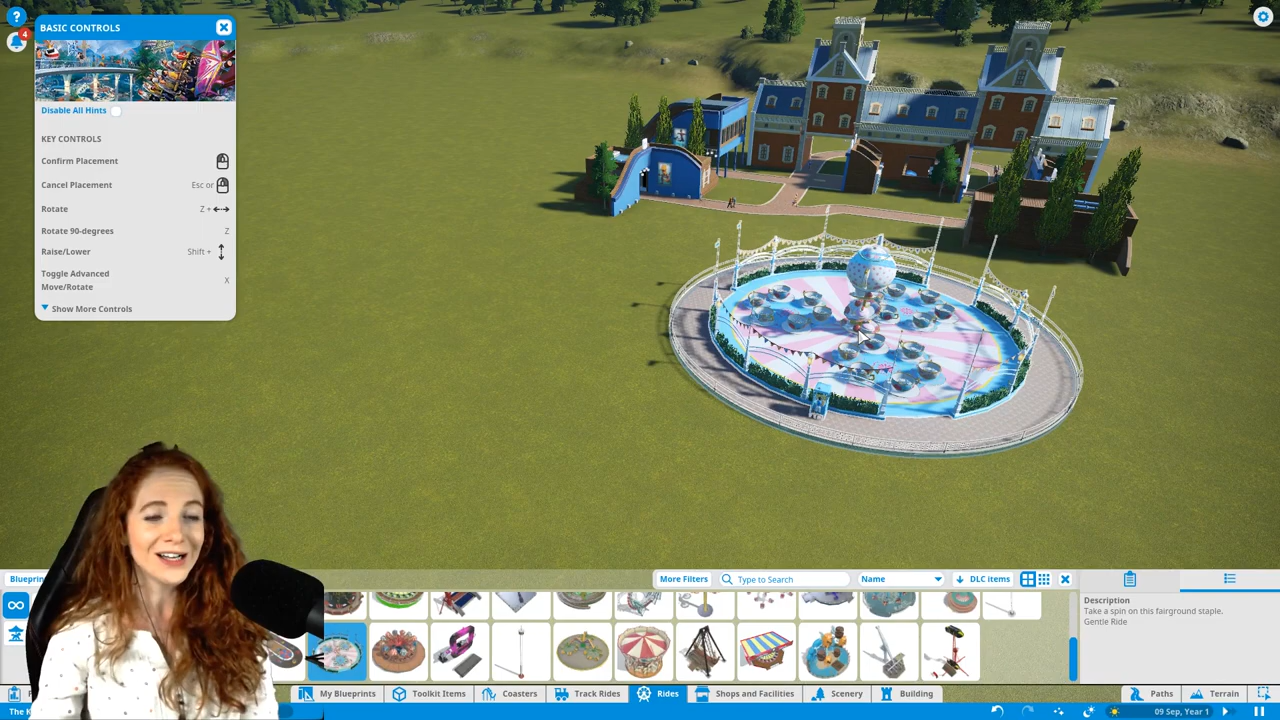 ?
4
BASIC CONTROLS
Disable All Hints
KEY CONTROLS
Confirm Placement
Cancel Placement Esc or
Rotate Z +
Rotate 90-degrees Z
Raise/Lower Shift +
Toggle Advanced Move/Rotate X
Show More Controls
More Filters Type to Search Name DLC items
Description
Take a spin on this fairground staple.
Gentle Ride
My Blueprints Toolkit Items Coasters Track Rides Rides Shops and Facilities Scenery Building Paths Terrain
09 Sep, Year 1